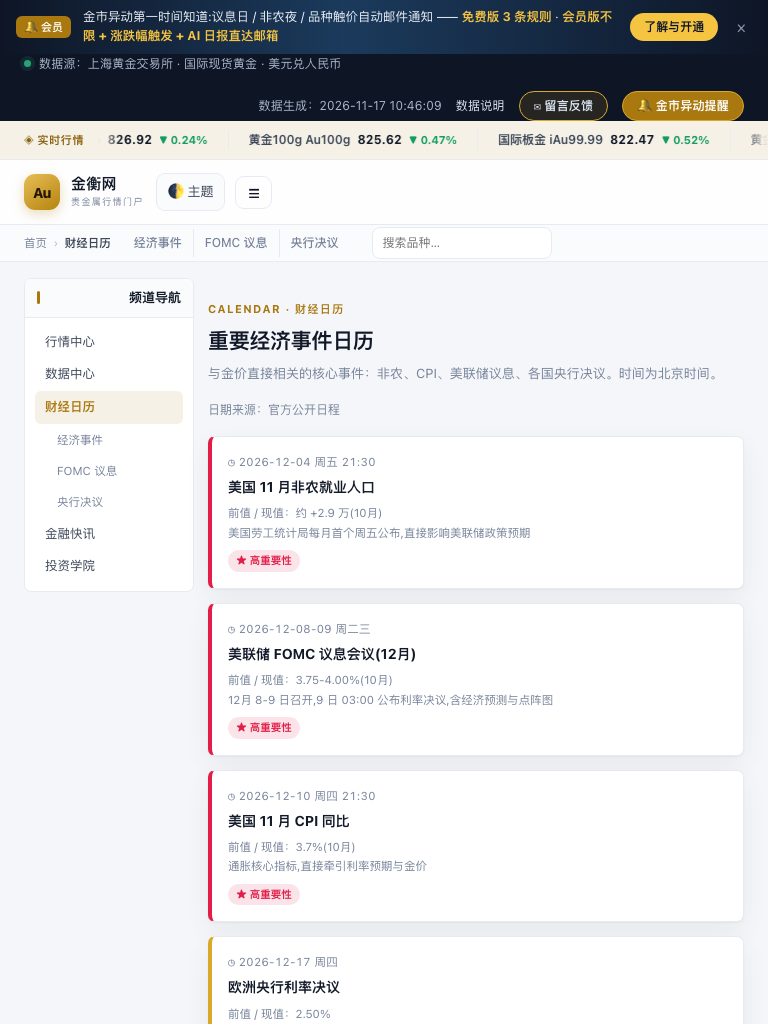 会员
金市异动第一时间知道:议息日 / 非农夜 / 品种触价自动邮件通知 —— 免费版 3 条规则 · 会员版不
限 + 涨跌幅触发 + AI 日报直达邮箱
了解与开通
×
数据源: 上海黄金交易所 · 国际现货黄金 · 美元兑人民币
数据生成: 2026-11-17 10:46:09
数据说明
✉ 留言反馈
金市异动提醒
◈ 实时行情
826.92 ▼ 0.24%
黄金100g Au100g 825.62 ▼ 0.47%
国际板金 iAu99.99 822.47 ▼ 0.52%
Au
金衡网
贵金属行情门户
主题
☰
首页 › 财经日历
经济事件
FOMC 议息
央行决议
搜索品种...
频道导航
行情中心
数据中心
财经日历
经济事件
FOMC 议息
央行决议
金融快讯
投资学院
CALENDAR · 财经日历
重要经济事件日历
与金价直接相关的核心事件: 非农、CPI、美联储议息、各国央行决议。时间为北京时间。
日期来源: 官方公开日程
◷ 2026-12-04 周五 21:30
美国 11 月非农就业人口
前值 / 现值: 约 +2.9 万(10月)
美国劳工统计局每月首个周五公布,直接影响美联储政策预期
★ 高重要性
◷ 2026-12-08-09 周二三
美联储 FOMC 议息会议(12月)
前值 / 现值: 3.75-4.00%(10月)
12月 8-9 日召开,9 日 03:00 公布利率决议,含经济预测与点阵图
★ 高重要性
◷ 2026-12-10 周四 21:30
美国 11 月 CPI 同比
前值 / 现值: 3.7%(10月)
通胀核心指标,直接牵引利率预期与金价
★ 高重要性
◷ 2026-12-17 周四
欧洲央行利率决议
前值 / 现值: 2.50%